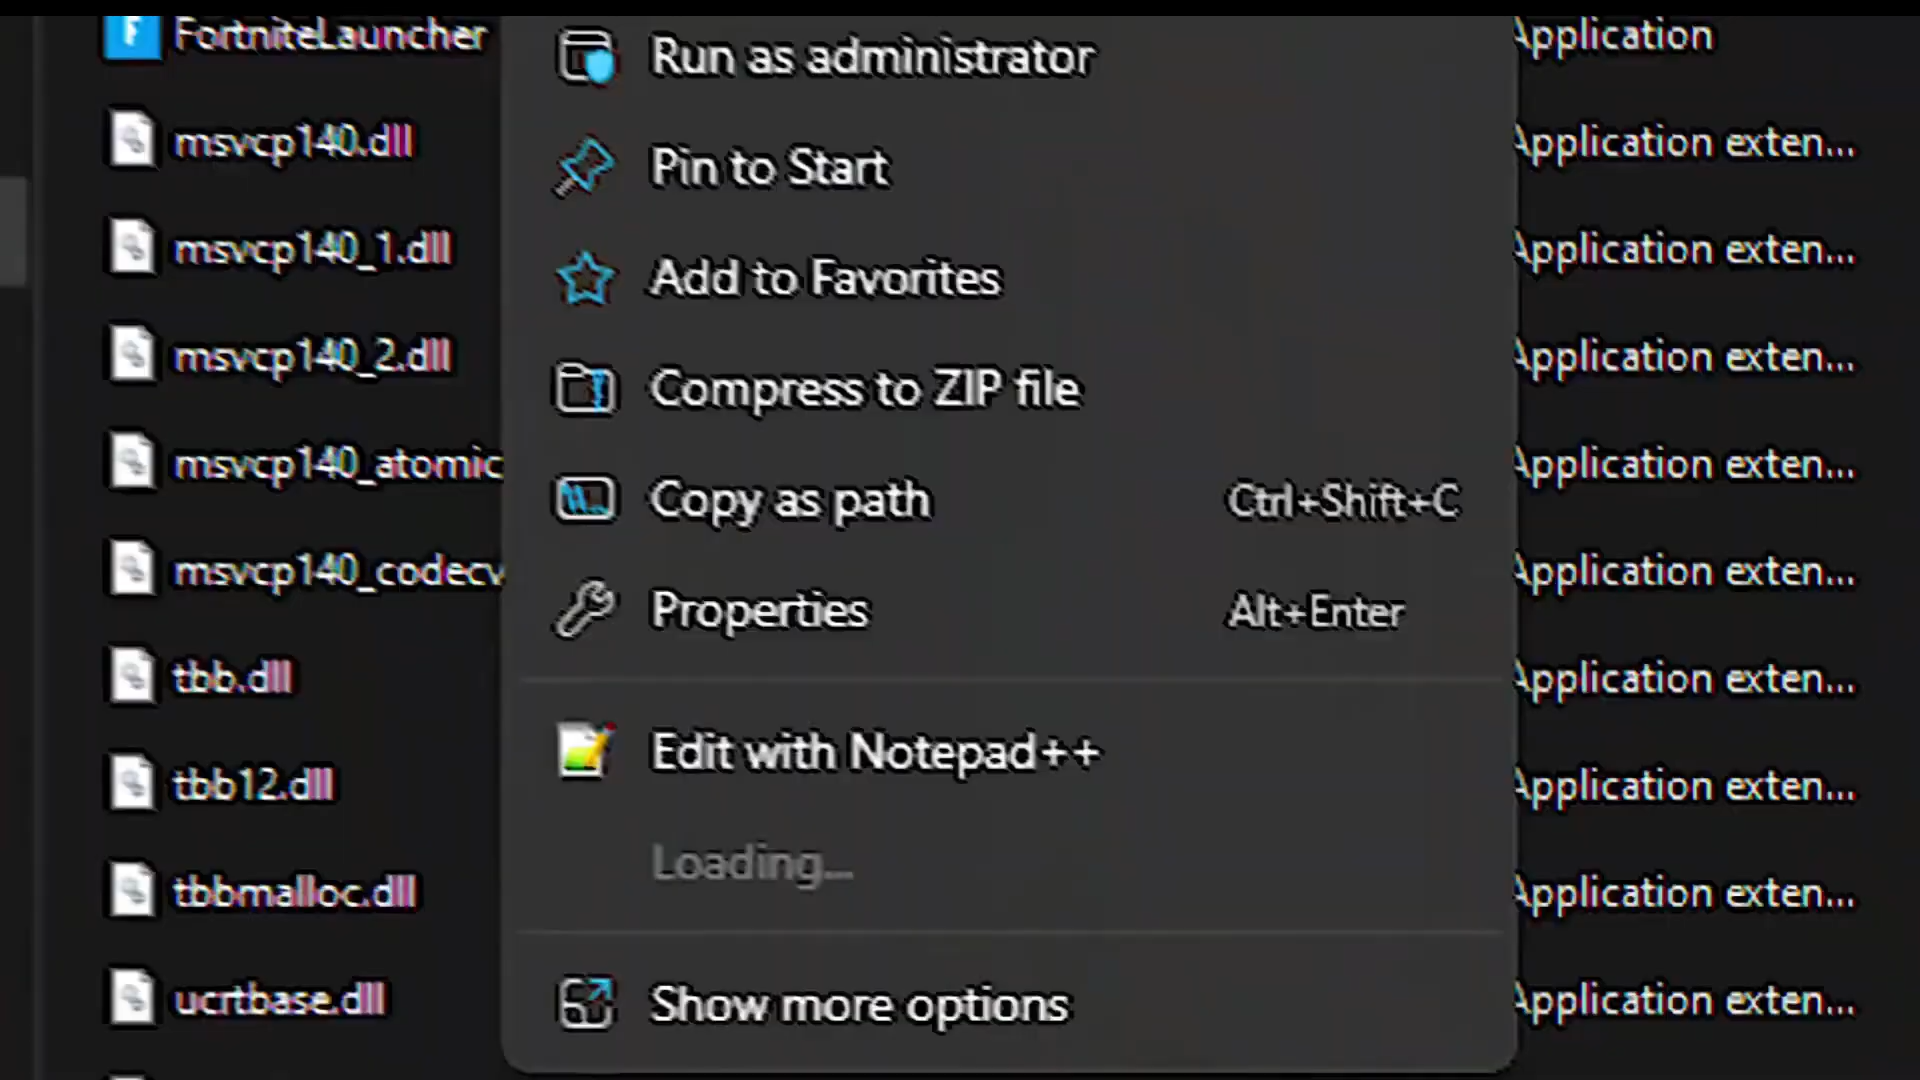 FortniteLauncher
msvcp140.dll
msvcp140_1.dll
msvcp140_2.dll
msvcp140_atomic
msvcp140_codecv
tbb.dll
tbb12.dll
tbbmalloc.dll
ucrtbase.dll
Run as administrator
Pin to Start
Add to Favorites
Compress to ZIP file
Copy as path Ctrl+Shift+C
Properties Alt+Enter
Edit with Notepad++
Loading...
Show more options
Application
Application exten...
Application exten...
Application exten...
Application exten...
Application exten...
Application exten...
Application exten...
Application exten...
Application exten...